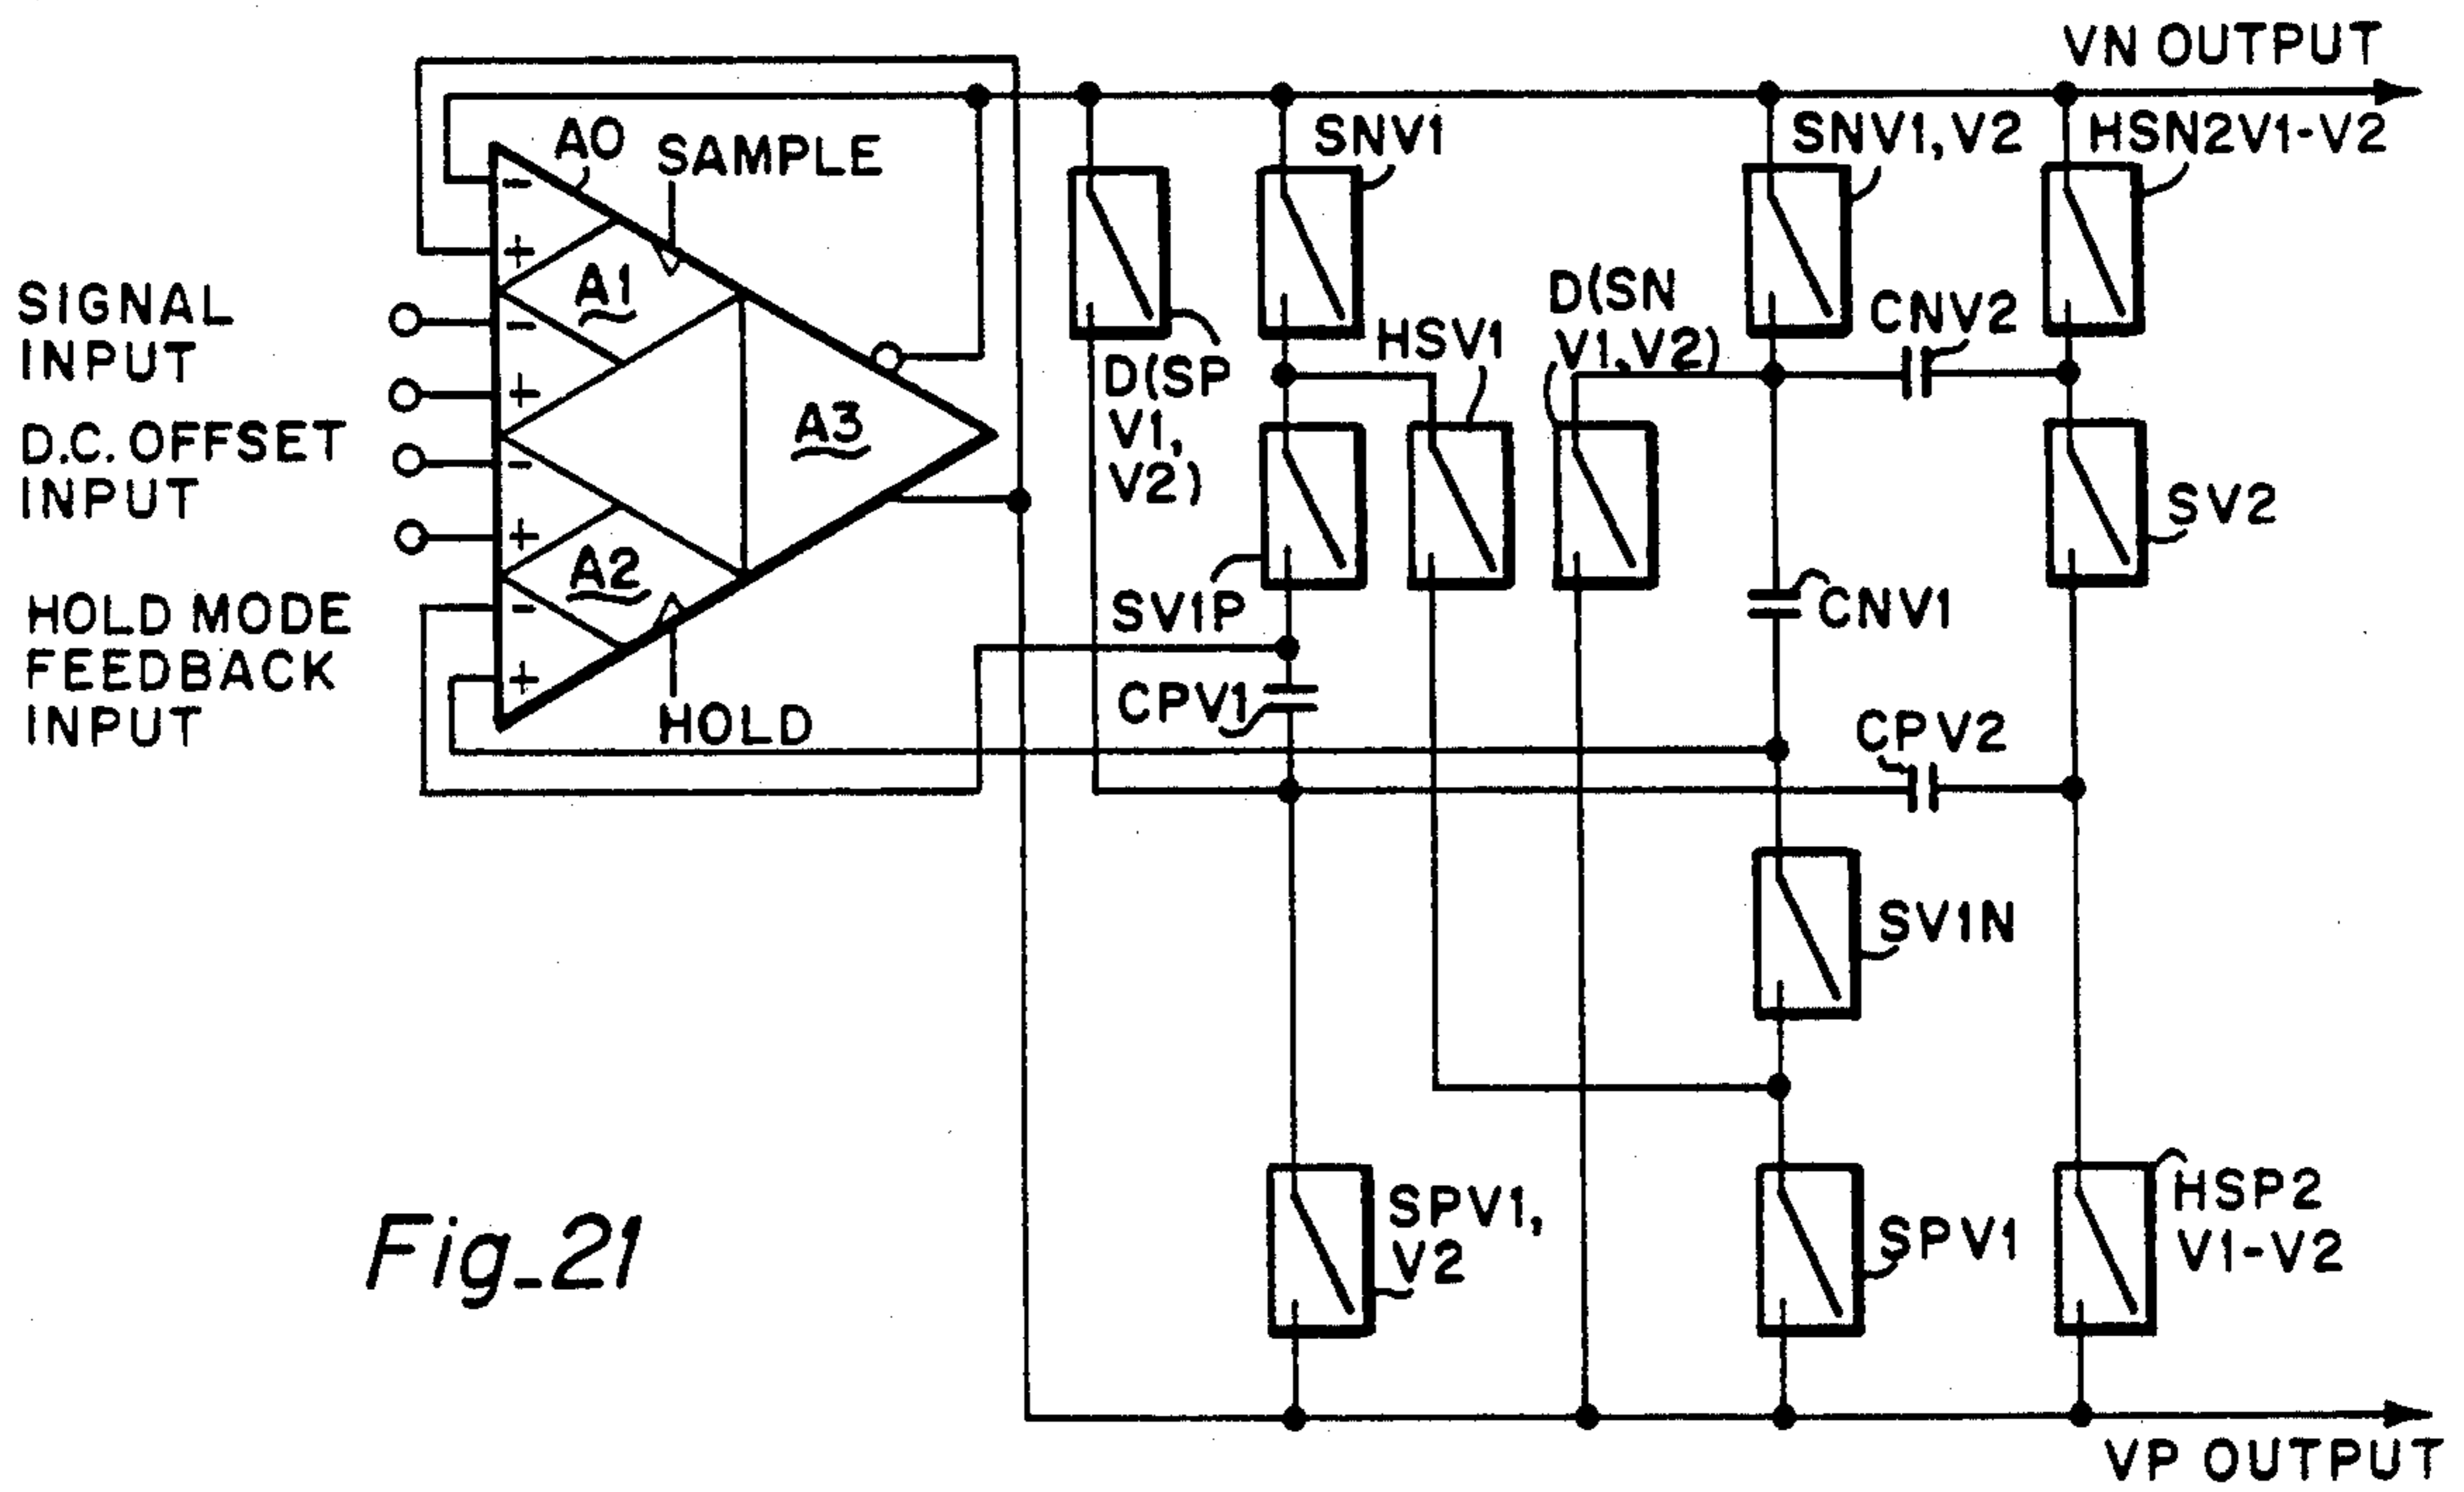 VN OUTPUT
A0
SAMPLE
SNV1
SNV1,V2
HSN2V1-V2
-
+
A1
SIGNAL
INPUT
-
+
D.C. OFFSET
INPUT
-
+
A3
D(SP
V1,
V2)
HSV1
D(SN
V1,V2)
CNV2
SV2
HOLD MODE
FEEDBACK
INPUT
A2
-
+
HOLD
SV1P
CPV1
CNV1
CPV2
SV1N
SPV1,
V2
SPV1
HSP2
V1-V2
Fig_21
VP OUTPUT